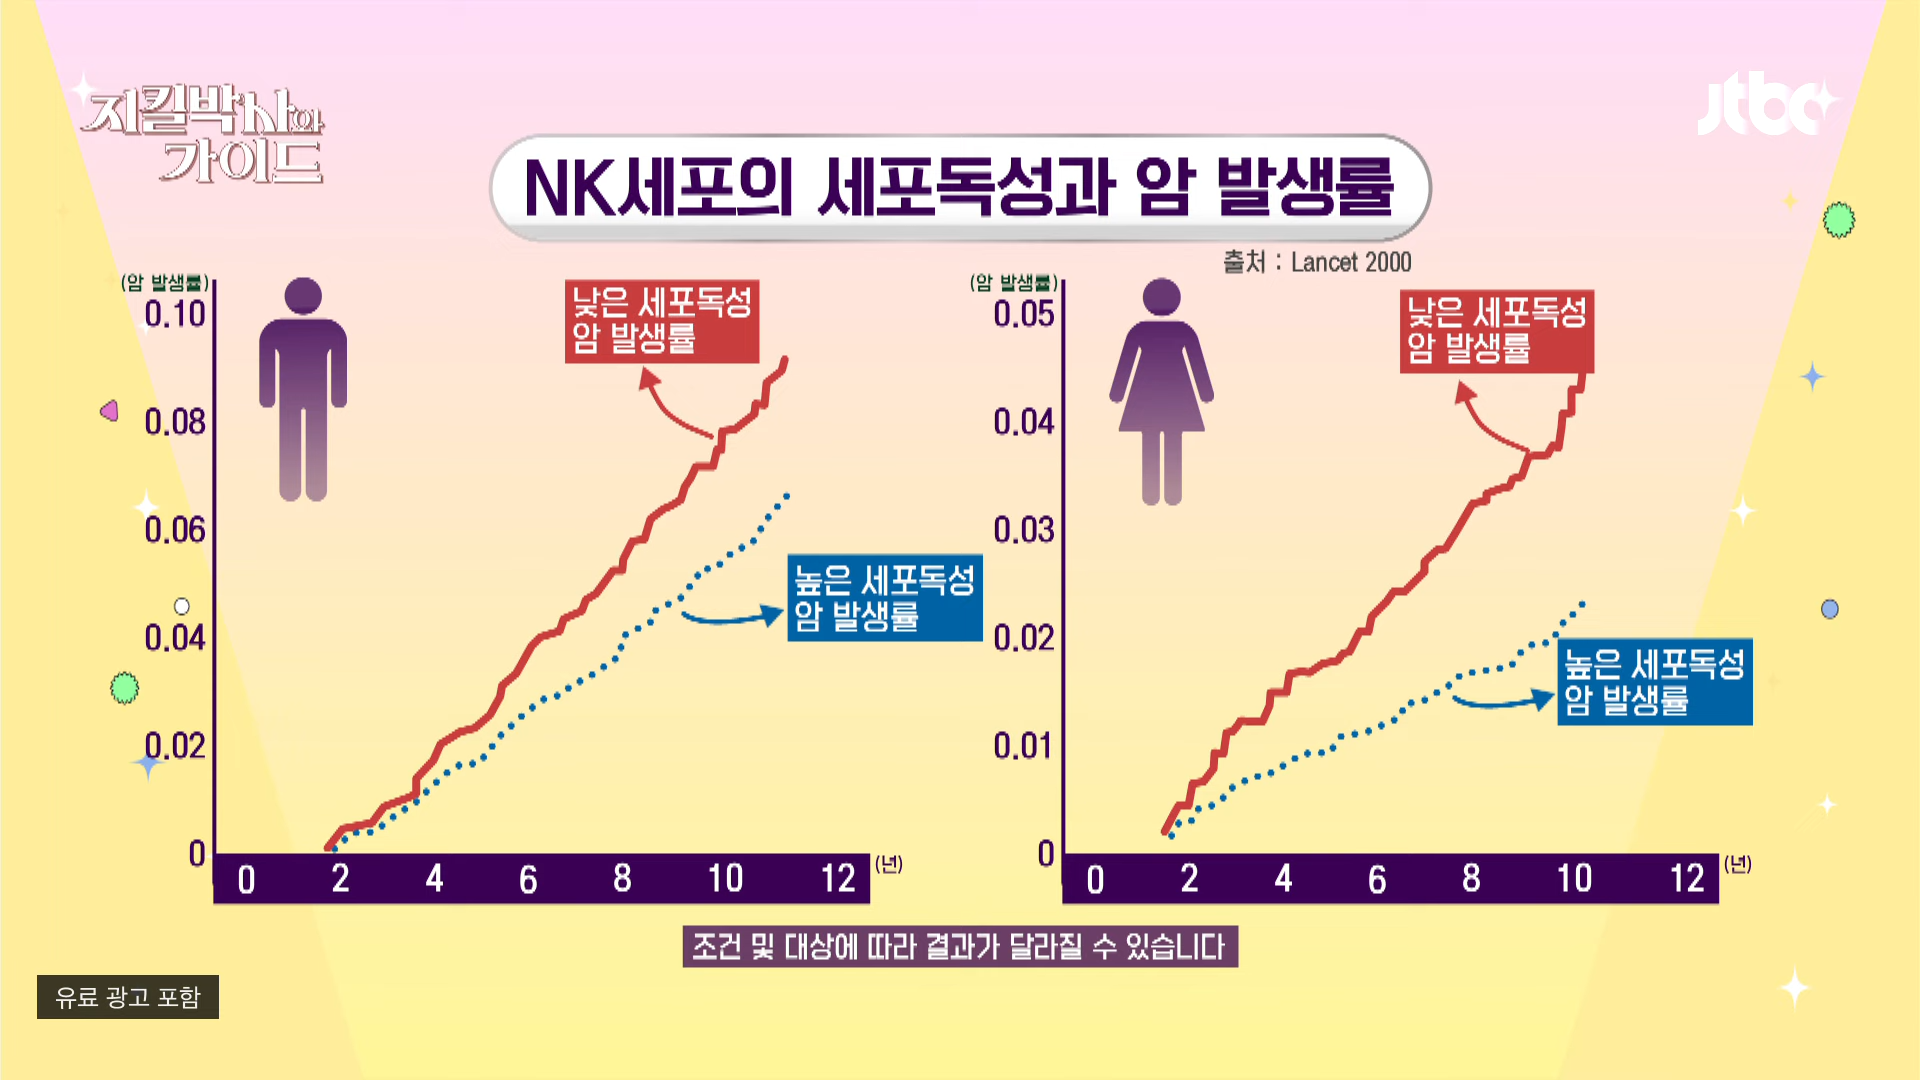 지킬박사와
가이드
jtbc
NK세포의 세포독성과 암 발생률
출처 : Lancet 2000
(암 발생률)
0.10
0.08
0.06
0.04
0.02
0
0 2 4 6 8 10 12 (년)
낮은 세포독성
암 발생률
높은 세포독성
암 발생률
(암 발생률)
0.05
0.04
0.03
0.02
0.01
0
0 2 4 6 8 10 12 (년)
낮은 세포독성
암 발생률
높은 세포독성
암 발생률
조건 및 대상에 따라 결과가 달라질 수 있습니다
유료 광고 포함